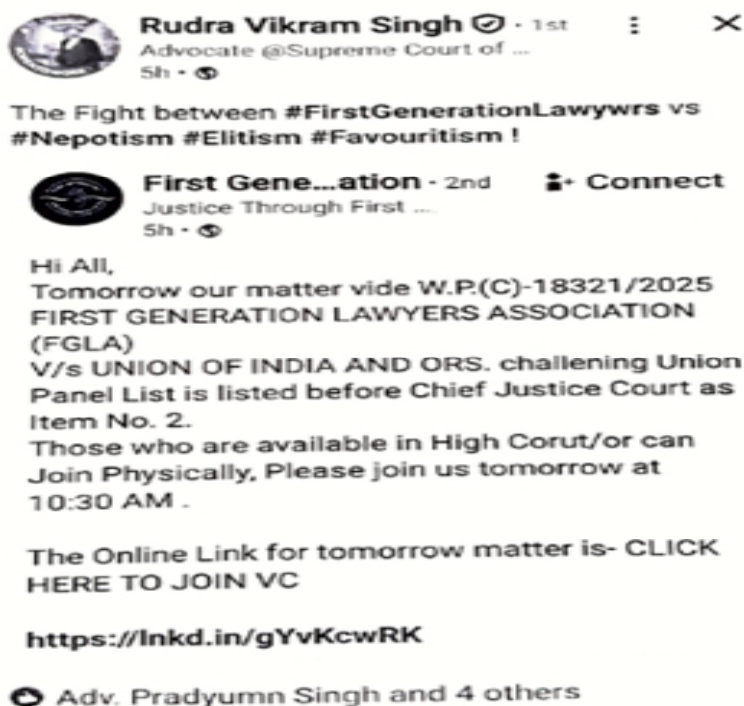 Rudra Vikram Singh · 1st
Advocate @Supreme Court of ...
5h •
The Fight between #FirstGenerationLawywrs vs
#Nepotism #Elitism #Favouritism !
First Gene...ation · 2nd Connect
Justice Through First ...
5h •
Hi All,
Tomorrow our matter vide W.P.(C)-18321/2025
FIRST GENERATION LAWYERS ASSOCIATION
(FGLA)
V/s UNION OF INDIA AND ORS. challening Union
Panel List is listed before Chief Justice Court as
Item No. 2.
Those who are available in High Corut/or can
Join Physically, Please join us tomorrow at
10:30 AM .
The Online Link for tomorrow matter is- CLICK
HERE TO JOIN VC
https://lnkd.in/gYvKcwRK
Adv. Pradyumn Singh and 4 others